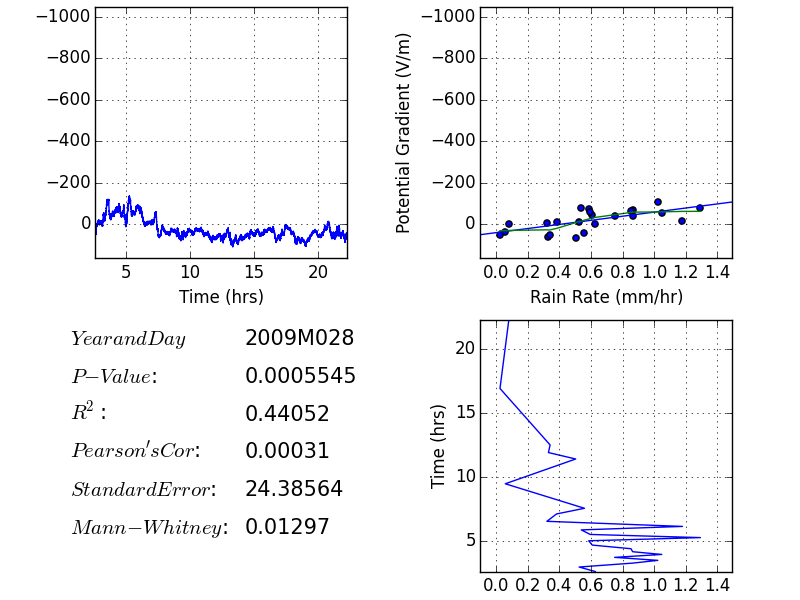 −1000
−800
−600
−400
−200
0
5 10 15 20
Time (hrs)
Potential Gradient (V/m)
−1000
−800
−600
−400
−200
0
0.0 0.2 0.4 0.6 0.8 1.0 1.2 1.4
Rain Rate (mm/hr)
YearandDay 2009M028
P−Value: 0.0005545
R²: 0.44052
Pearson′sCor: 0.00031
StandardError: 24.38564
Mann−Whitney: 0.01297
Time (hrs)
20
15
10
5
0.0 0.2 0.4 0.6 0.8 1.0 1.2 1.4